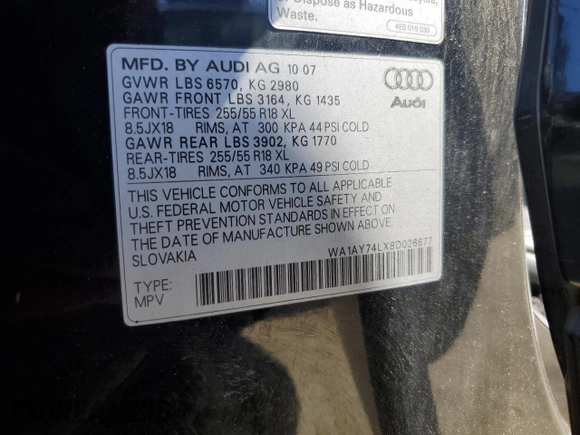 Dispose as Hazardous
Waste.
4E0 010 530
MFD. BY AUDI AG 10 07
GVWR LBS 6570, KG 2980
GAWR FRONT LBS 3164, KG 1435
FRONT-TIRES 255/55 R18 XL
8.5JX18 RIMS, AT 300 KPA 44 PSI COLD
GAWR REAR LBS 3902, KG 1770
REAR-TIRES 255/55 R18 XL
8.5JX18 RIMS, AT 340 KPA 49 PSI COLD
Audi
THIS VEHICLE CONFORMS TO ALL APPLICABLE
U.S. FEDERAL MOTOR VEHICLE SAFETY AND
THEFT PREVENTION STANDARDS IN EFFECT ON
THE DATE OF MANUFACTURE SHOWN ABOVE.
SLOVAKIA
WA1AY74LX8D026677
TYPE:
MPV